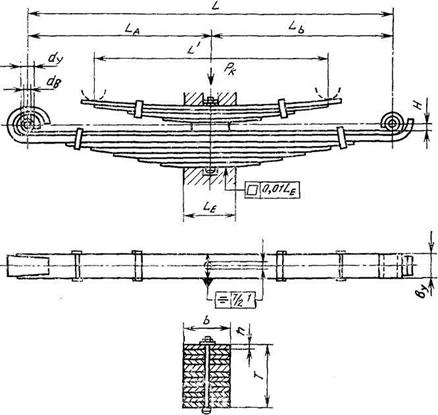 L
L_A
L_b
L'
d_y
d_B
P_K
H
▱ 0,01L_E
L_E
B_y
⌯ T/2 1
b
h
T